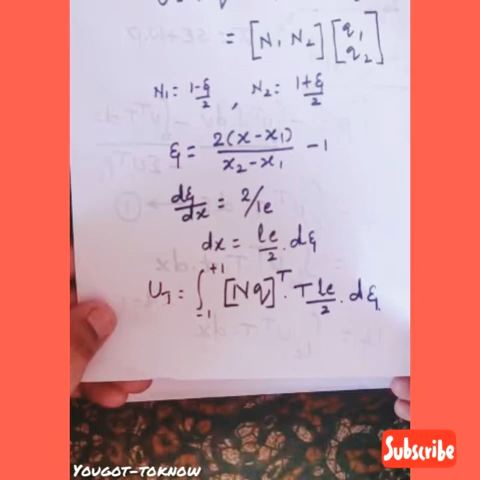 = [N₁ N₂] [q₁ q₂]
N₁ = 1-ξ/2 , N₂ = 1+ξ/2
ξ = 2(x-x₁)/x₂-x₁ - 1
dξ/dx = 2/le
dx = le/2 . dξ
= ∫₋₁⁺¹ [Nq]ᵀ . T le/2 . dξ
Subscribe
YOUGOT-TOKNOW